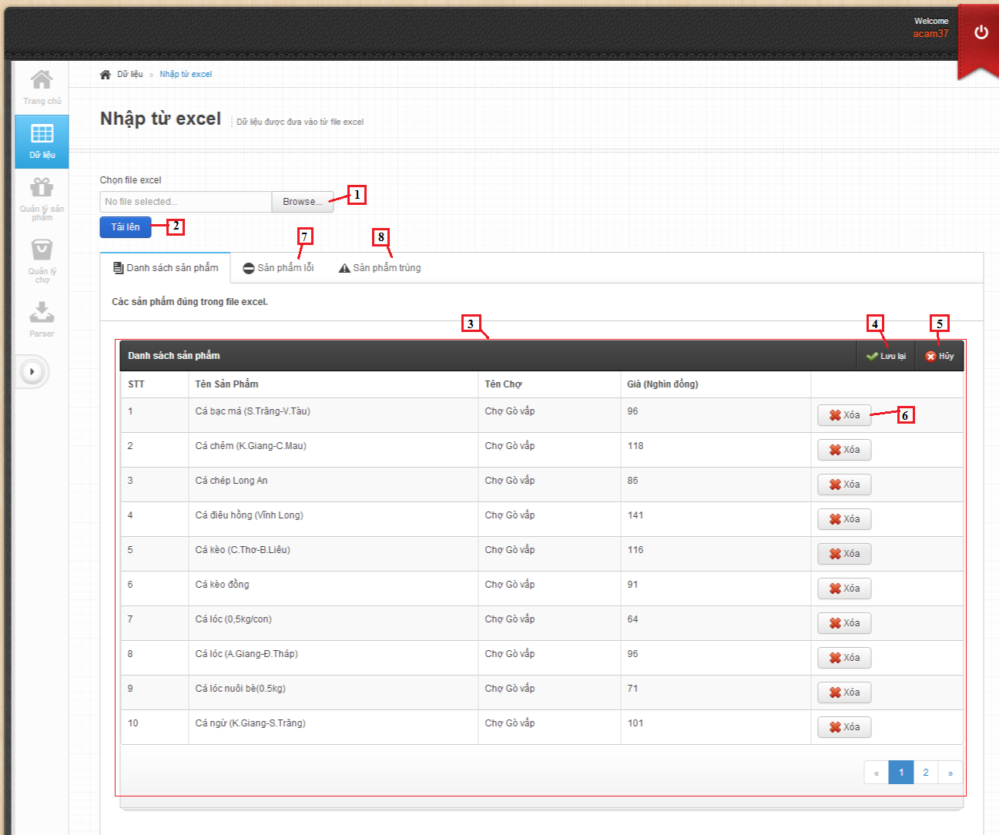 Welcome
acam37
Trang chủ
Dữ liệu
Quản lý sản
phẩm
Quản lý
chợ
Parser
Dữ liệu » Nhập từ excel
Nhập từ excel Dữ liệu được đưa vào từ file excel
Chọn file excel
No file selected... Browse... 1
Tải lên 2
7 8
Danh sách sản phẩm Sản phẩm lỗi Sản phẩm trùng
Các sản phẩm đúng trong file excel.
3 4 5
Danh sách sản phẩm Lưu lại Hủy
STT Tên Sản Phẩm Tên Chợ Giá (Nghìn đồng)
1 Cá bạc má (S.Trăng-V.Tàu) Chợ Gò vấp 96 Xóa 6
2 Cá chẽm (K.Giang-C.Mau) Chợ Gò vấp 118 Xóa
3 Cá chép Long An Chợ Gò vấp 86 Xóa
4 Cá điêu hồng (Vĩnh Long) Chợ Gò vấp 141 Xóa
5 Cá kèo (C.Thơ-B.Liêu) Chợ Gò vấp 116 Xóa
6 Cá kèo đồng Chợ Gò vấp 91 Xóa
7 Cá lóc (0,5kg/con) Chợ Gò vấp 64 Xóa
8 Cá lóc (A.Giang-Đ.Tháp) Chợ Gò vấp 96 Xóa
9 Cá lóc nuôi bè(0.5kg) Chợ Gò vấp 71 Xóa
10 Cá ngừ (K.Giang-S.Trăng) Chợ Gò vấp 101 Xóa
« 1 2 »